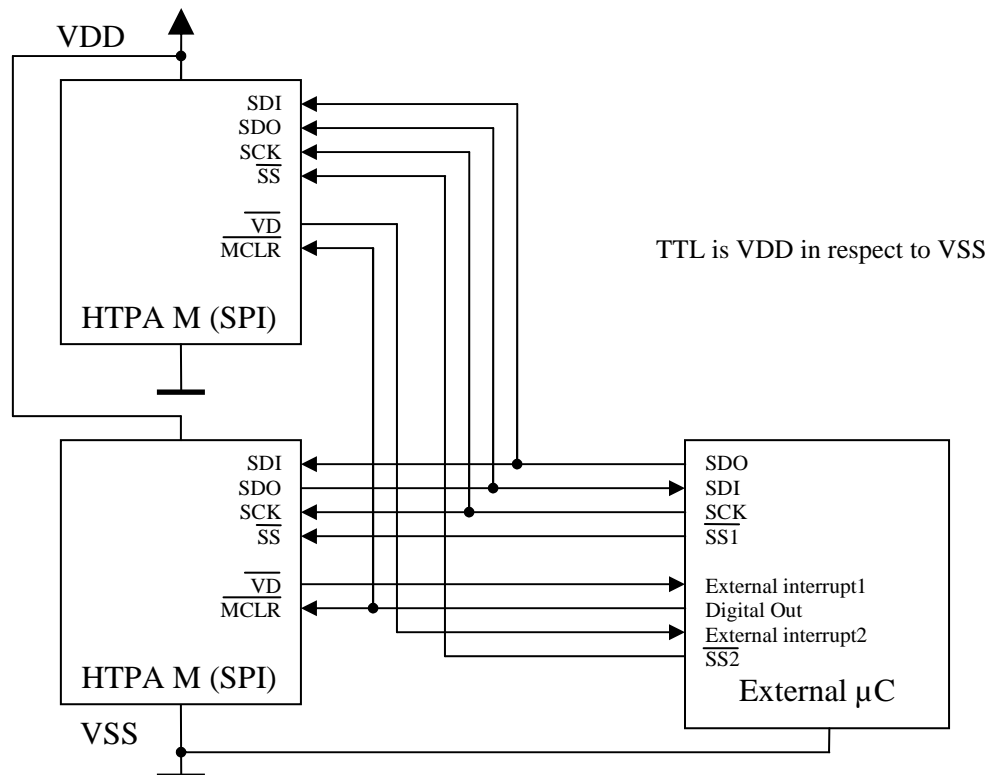 VDD
SDI
SDO
SCK
SS
VD
MCLR
HTPA M (SPI)
TTL is VDD in respect to VSS
SDI
SDO
SCK
SS
VD
MCLR
HTPA M (SPI)
VSS
SDO
SDI
SCK
SS1
External interrupt1
Digital Out
External interrupt2
SS2
External µC